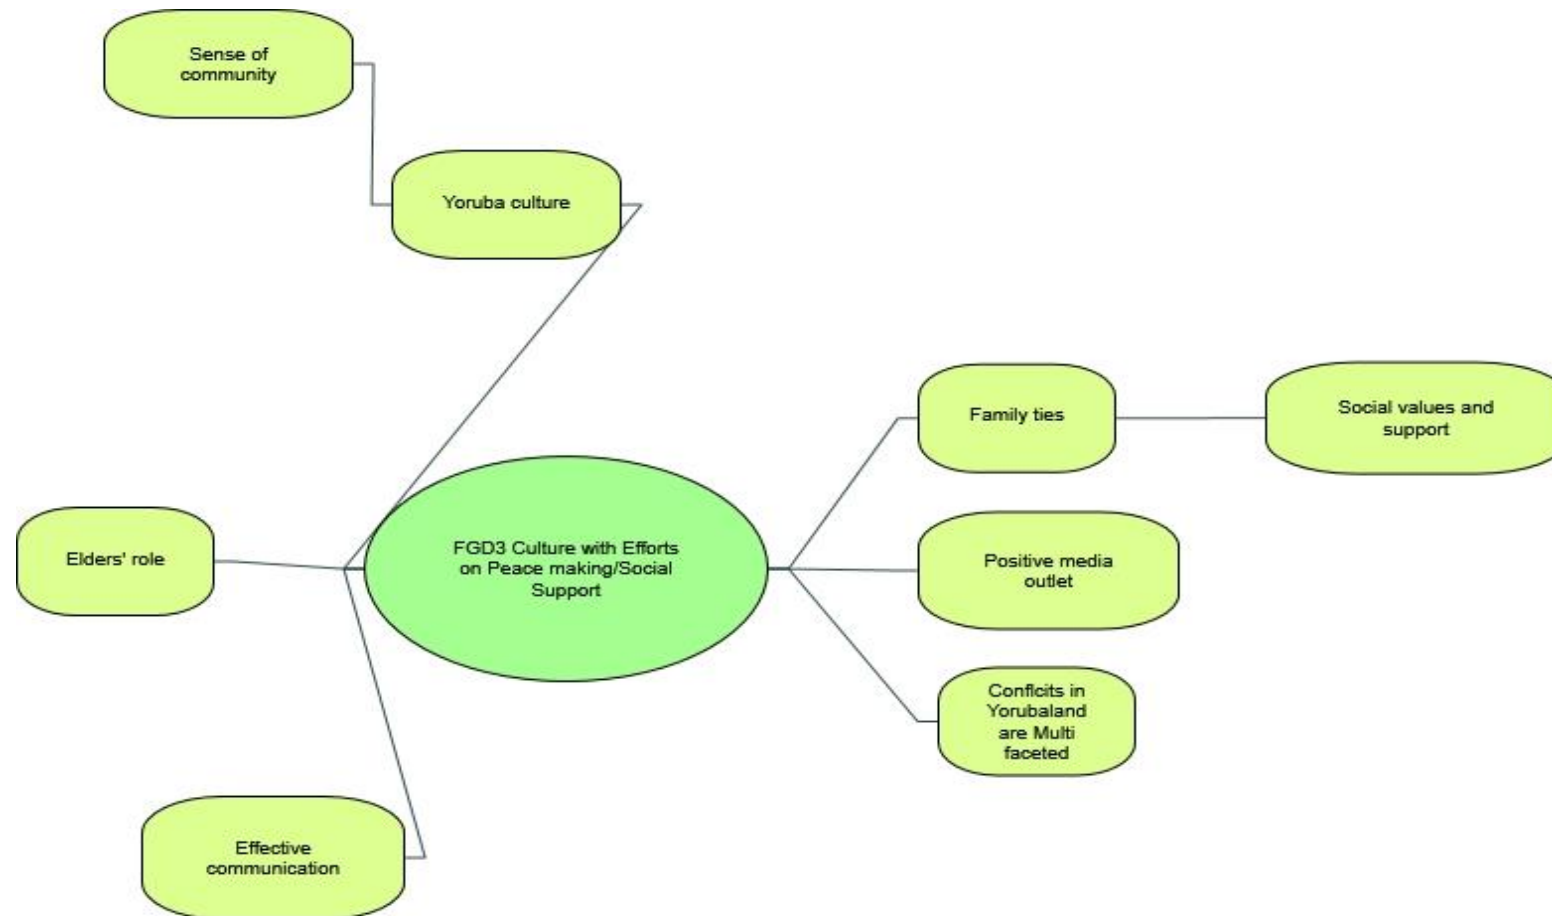 Sense of
community
Yoruba culture
Family ties
Social values and
support
Elders' role
FGD3 Culture with Efforts
on Peace making/Social
Support
Positive media
outlet
Conflcits in
Yorubaland
are Multi
faceted
Effective
communication